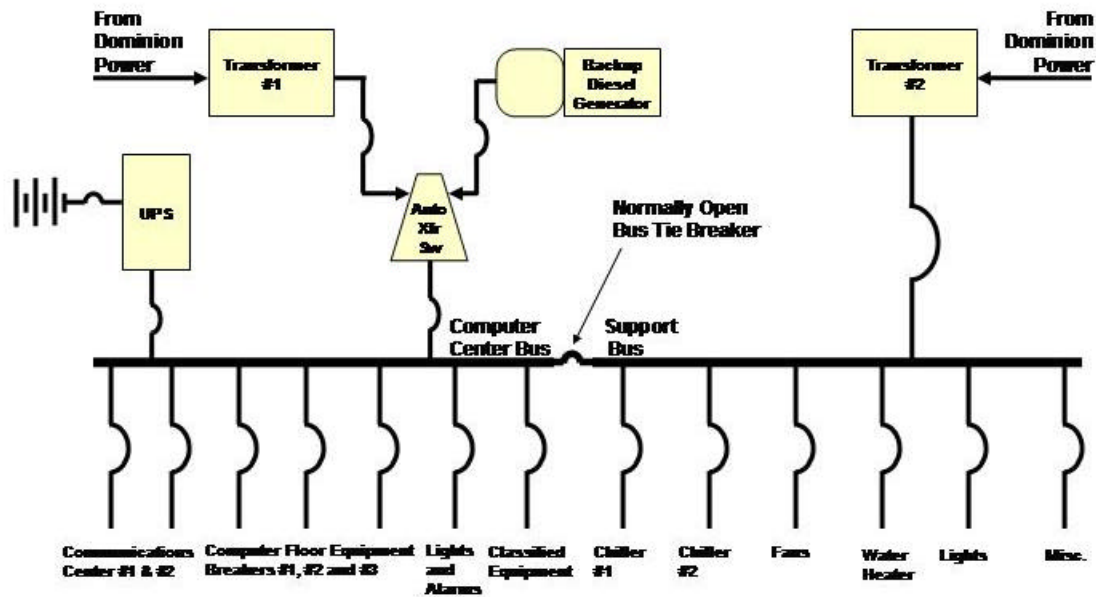 From
Dominion
Power
Transformer
#1
Backup
Diesel
Generator
Transformer
#2
From
Dominion
Power
UPS
Auto
Xfr
Sw
Normally Open
Bus Tie Breaker
Computer
Center Bus
Support
Bus
Communications
Center #1 & #2
Computer Floor Equipment
Breakers #1, #2 and #3
Lights
and
Alarms
Classified
Equipment
Chiller
#1
Chiller
#2
Fans
Water
Heater
Lights
Misc.